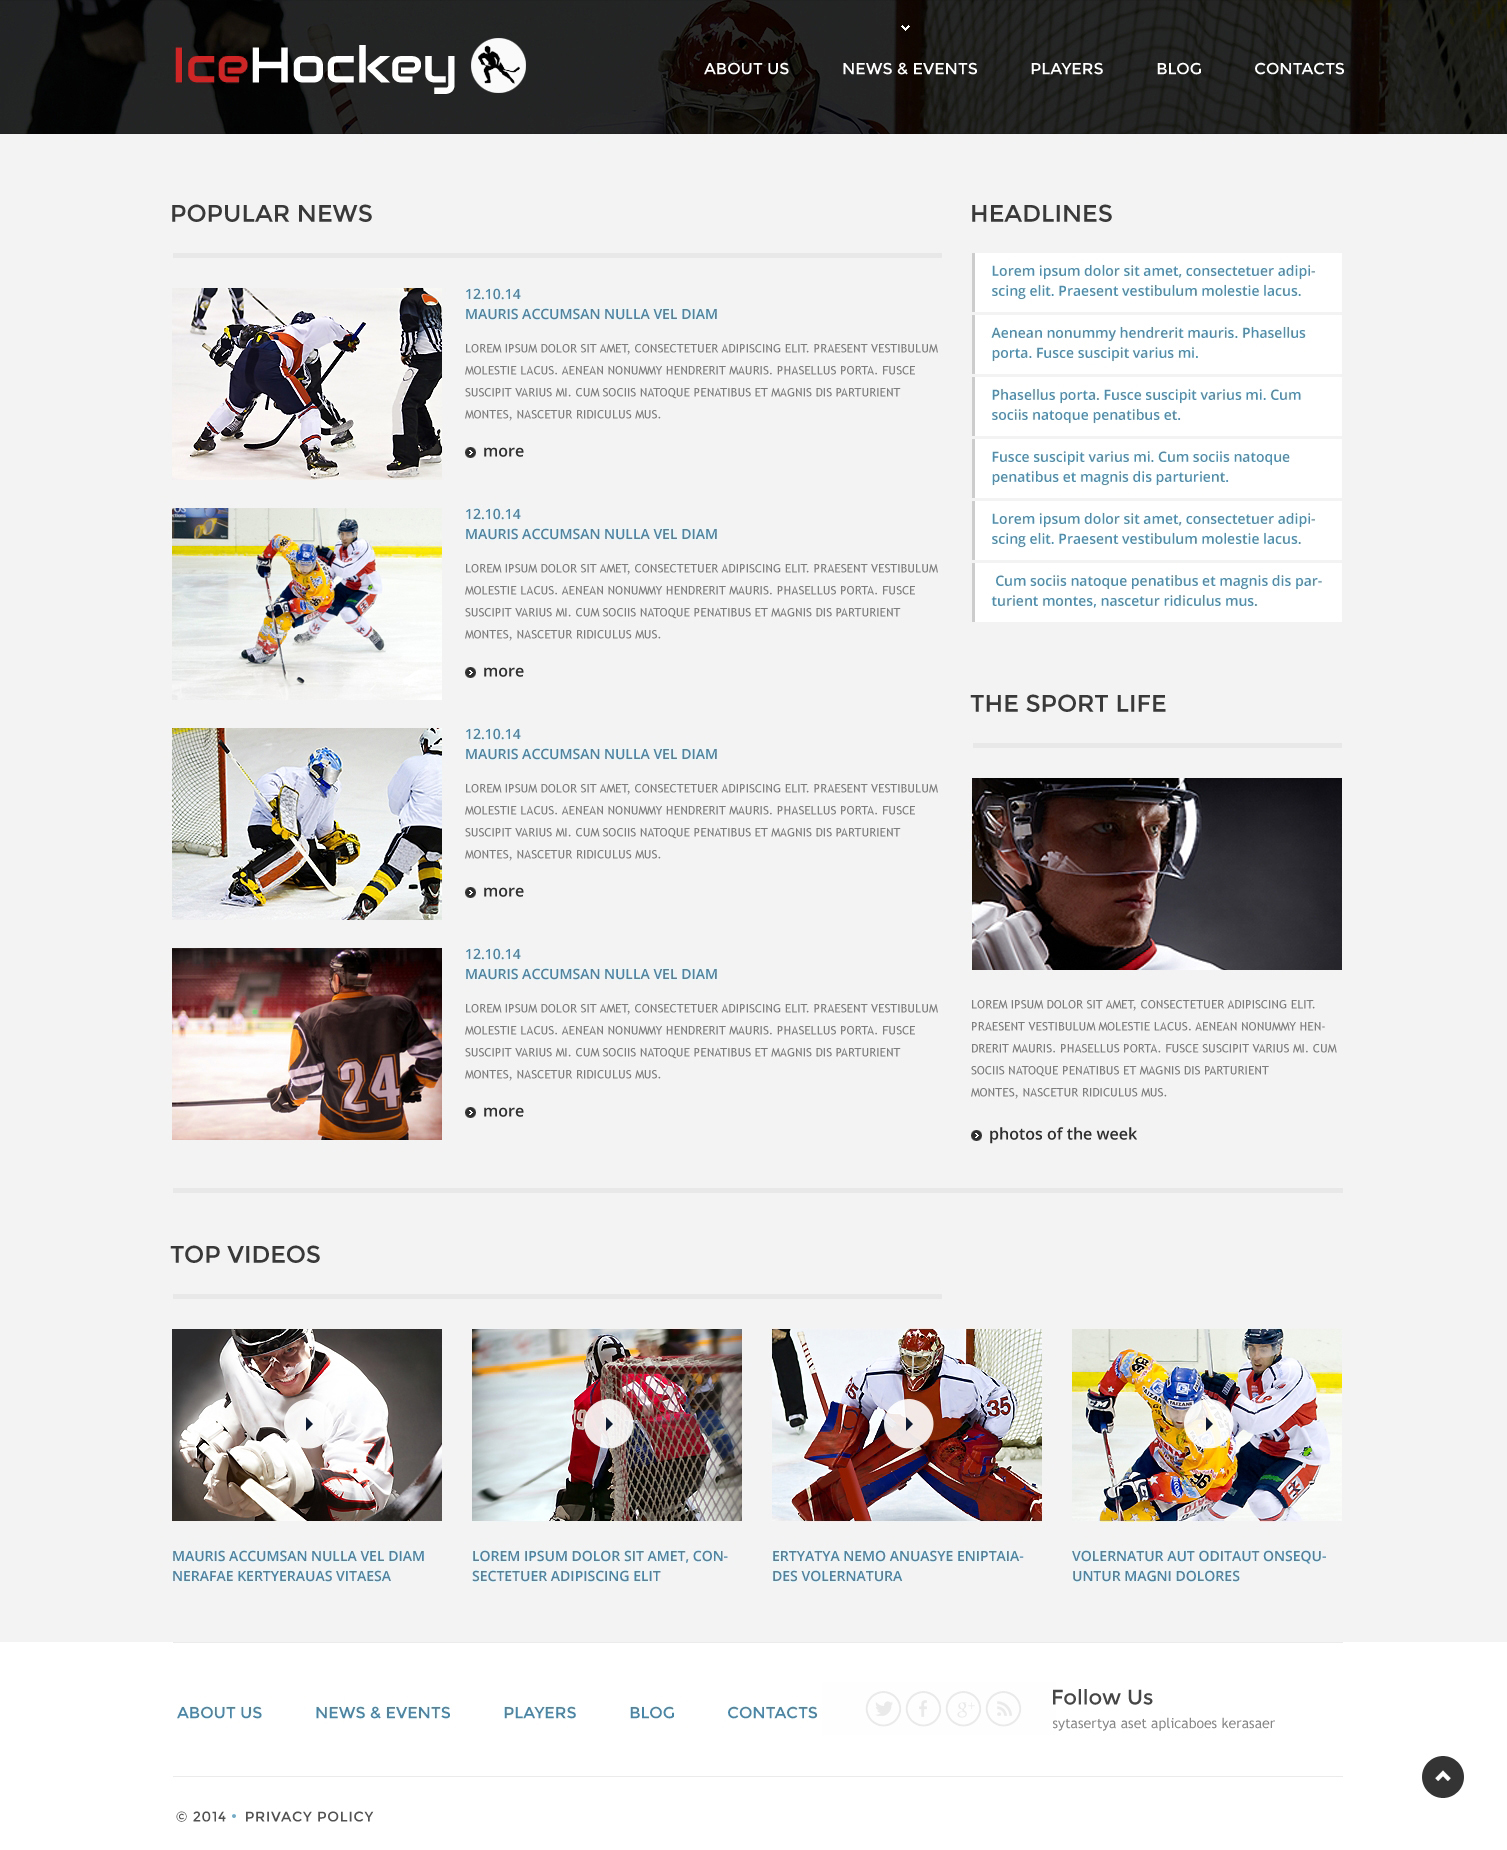 IceHockey
ABOUT US
NEWS & EVENTS
PLAYERS
BLOG
CONTACTS
POPULAR NEWS
12.10.14
MAURIS ACCUMSAN NULLA VEL DIAM
LOREM IPSUM DOLOR SIT AMET, CONSECTETUER ADIPISCING ELIT. PRAESENT VESTIBULUM
MOLESTIE LACUS. AENEAN NONUMMY HENDRERIT MAURIS. PHASELLUS PORTA. FUSCE
SUSCIPIT VARIUS MI. CUM SOCIIS NATOQUE PENATIBUS ET MAGNIS DIS PARTURIENT
MONTES, NASCETUR RIDICULUS MUS.
more
12.10.14
MAURIS ACCUMSAN NULLA VEL DIAM
LOREM IPSUM DOLOR SIT AMET, CONSECTETUER ADIPISCING ELIT. PRAESENT VESTIBULUM
MOLESTIE LACUS. AENEAN NONUMMY HENDRERIT MAURIS. PHASELLUS PORTA. FUSCE
SUSCIPIT VARIUS MI. CUM SOCIIS NATOQUE PENATIBUS ET MAGNIS DIS PARTURIENT
MONTES, NASCETUR RIDICULUS MUS.
more
12.10.14
MAURIS ACCUMSAN NULLA VEL DIAM
LOREM IPSUM DOLOR SIT AMET, CONSECTETUER ADIPISCING ELIT. PRAESENT VESTIBULUM
MOLESTIE LACUS. AENEAN NONUMMY HENDRERIT MAURIS. PHASELLUS PORTA. FUSCE
SUSCIPIT VARIUS MI. CUM SOCIIS NATOQUE PENATIBUS ET MAGNIS DIS PARTURIENT
MONTES, NASCETUR RIDICULUS MUS.
more
24
12.10.14
MAURIS ACCUMSAN NULLA VEL DIAM
LOREM IPSUM DOLOR SIT AMET, CONSECTETUER ADIPISCING ELIT. PRAESENT VESTIBULUM
MOLESTIE LACUS. AENEAN NONUMMY HENDRERIT MAURIS. PHASELLUS PORTA. FUSCE
SUSCIPIT VARIUS MI. CUM SOCIIS NATOQUE PENATIBUS ET MAGNIS DIS PARTURIENT
MONTES, NASCETUR RIDICULUS MUS.
more
HEADLINES
Lorem ipsum dolor sit amet, consectetuer adipi-
scing elit. Praesent vestibulum molestie lacus.
Aenean nonummy hendrerit mauris. Phasellus
porta. Fusce suscipit varius mi.
Phasellus porta. Fusce suscipit varius mi. Cum
sociis natoque penatibus et.
Fusce suscipit varius mi. Cum sociis natoque
penatibus et magnis dis parturient.
Lorem ipsum dolor sit amet, consectetuer adipi-
scing elit. Praesent vestibulum molestie lacus.
Cum sociis natoque penatibus et magnis dis par-
turient montes, nascetur ridiculus mus.
THE SPORT LIFE
LOREM IPSUM DOLOR SIT AMET, CONSECTETUER ADIPISCING ELIT.
PRAESENT VESTIBULUM MOLESTIE LACUS. AENEAN NONUMMY HEN-
DRERIT MAURIS. PHASELLUS PORTA. FUSCE SUSCIPIT VARIUS MI. CUM
SOCIIS NATOQUE PENATIBUS ET MAGNIS DIS PARTURIENT
MONTES, NASCETUR RIDICULUS MUS.
photos of the week
TOP VIDEOS
35
MAURIS ACCUMSAN NULLA VEL DIAM
NERAFAE KERTYERAUAS VITAESA
LOREM IPSUM DOLOR SIT AMET, CON-
SECTETUER ADIPISCING ELIT
ERTYATYA NEMO ANUASYE ENIPTAIA-
DES VOLERNATURA
VOLERNATUR AUT ODITAUT ONSEQU-
UNTUR MAGNI DOLORES
ABOUT US
NEWS & EVENTS
PLAYERS
BLOG
CONTACTS
Follow Us
sytasertya aset aplicaboes kerasaer
© 2014 • PRIVACY POLICY